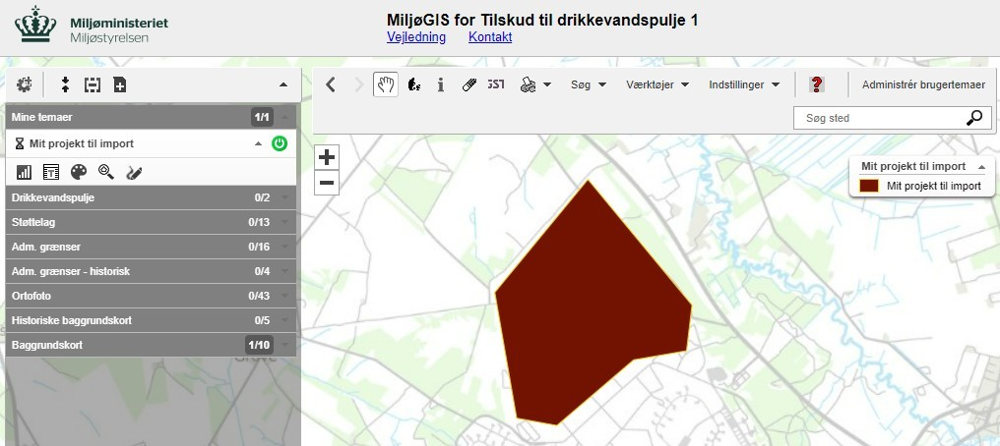 Miljøministeriet
Miljøstyrelsen
MiljøGIS for Tilskud til drikkevandspulje 1
Vejledning Kontakt
JST Søg Værktøjer Indstillinger ? Administrér brugertemaer
Søg sted
Mine temaer 1/1
Mit projekt til import
Drikkevandspulje 0/2
Støttelag 0/13
Adm. grænser 0/16
Adm. grænser - historisk 0/4
Ortofoto 0/43
Historiske baggrundskort 0/5
Baggrundskort 1/10
Grove
Mit projekt til import
Mit projekt til import